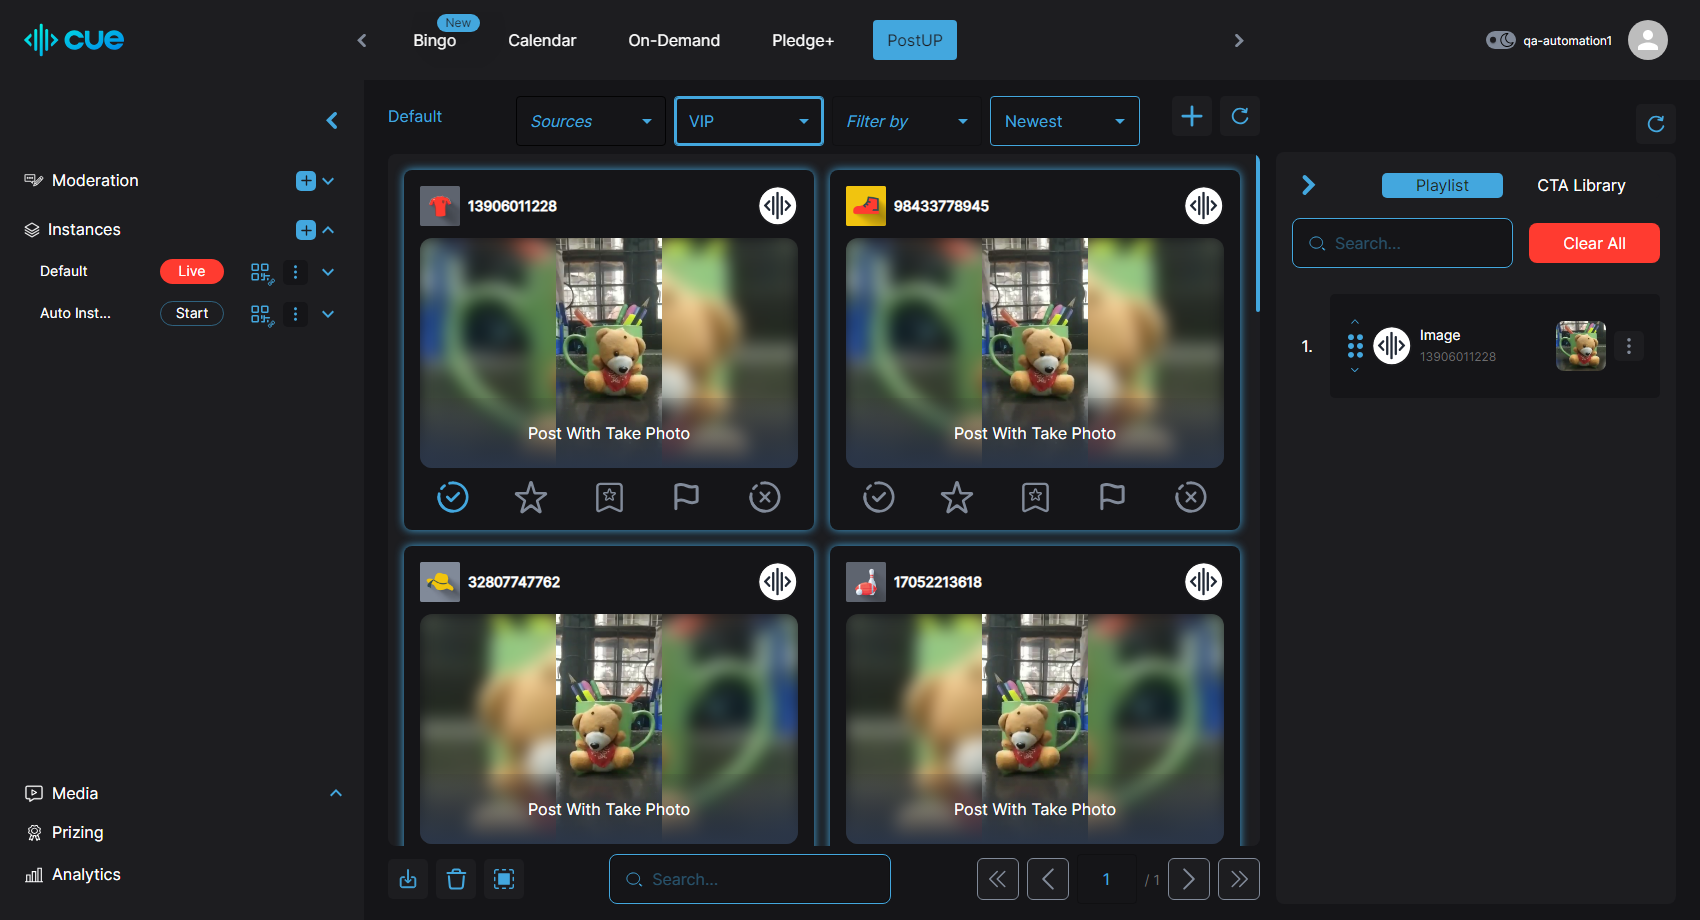 cue
New
Bingo
Calendar
On-Demand
Pledge+
PostUP
qa-automation1
Default
Sources
VIP
Filter by
Newest
Moderation
Instances
Default
Live
Auto Inst...
Start
Media
Prizing
Analytics
13906011228
Post With Take Photo
98433778945
Post With Take Photo
32807747762
Post With Take Photo
17052213618
Post With Take Photo
Search...
1
/ 1
Playlist
CTA Library
Search...
Clear All
1.
Image
13906011228